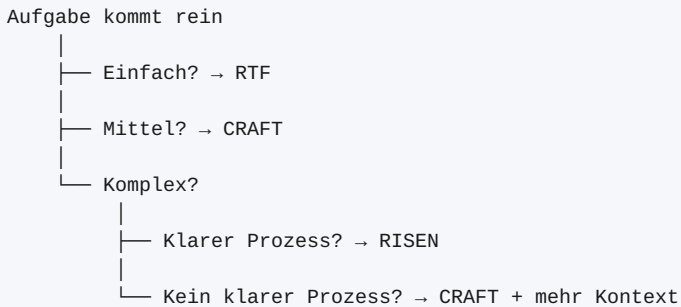 Aufgabe kommt rein
│
├── Einfach? → RTF
│
├── Mittel? → CRAFT
│
└── Komplex?
│
├── Klarer Prozess? → RISEN
│
└── Kein klarer Prozess? → CRAFT + mehr Kontext